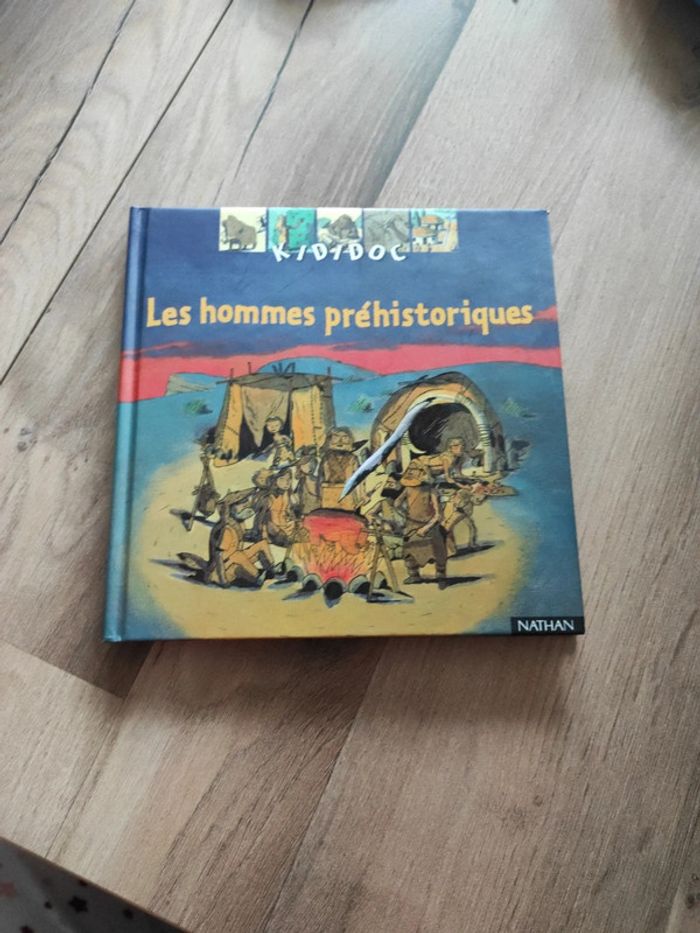 KIDIDOC
Les hommes préhistoriques
NATHAN